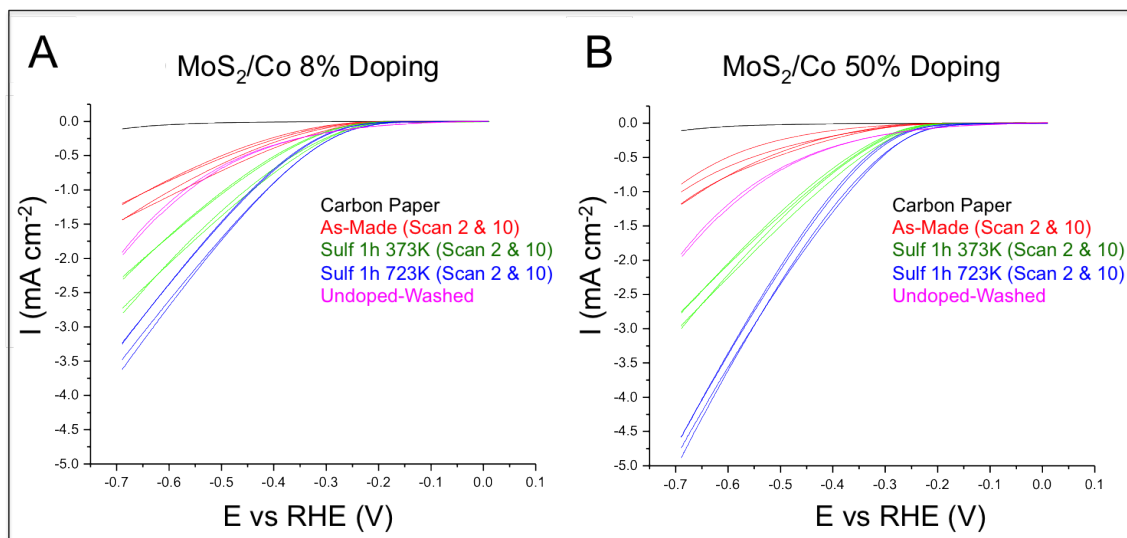 A
MoS₂/Co 8% Doping
0.0
-0.5
-1.0
-1.5
-2.0
-2.5
-3.0
-3.5
-4.0
-4.5
-5.0
I (mA cm⁻²)
Carbon Paper
As-Made (Scan 2 & 10)
Sulf 1h 373K (Scan 2 & 10)
Sulf 1h 723K (Scan 2 & 10)
Undoped-Washed
-0.7 -0.6 -0.5 -0.4 -0.3 -0.2 -0.1 0.0 0.1
E vs RHE (V)
B
MoS₂/Co 50% Doping
0.0
-0.5
-1.0
-1.5
-2.0
-2.5
-3.0
-3.5
-4.0
-4.5
-5.0
I (mA cm⁻²)
Carbon Paper
As-Made (Scan 2 & 10)
Sulf 1h 373K (Scan 2 & 10)
Sulf 1h 723K (Scan 2 & 10)
Undoped-Washed
-0.7 -0.6 -0.5 -0.4 -0.3 -0.2 -0.1 0.0 0.1
E vs RHE (V)